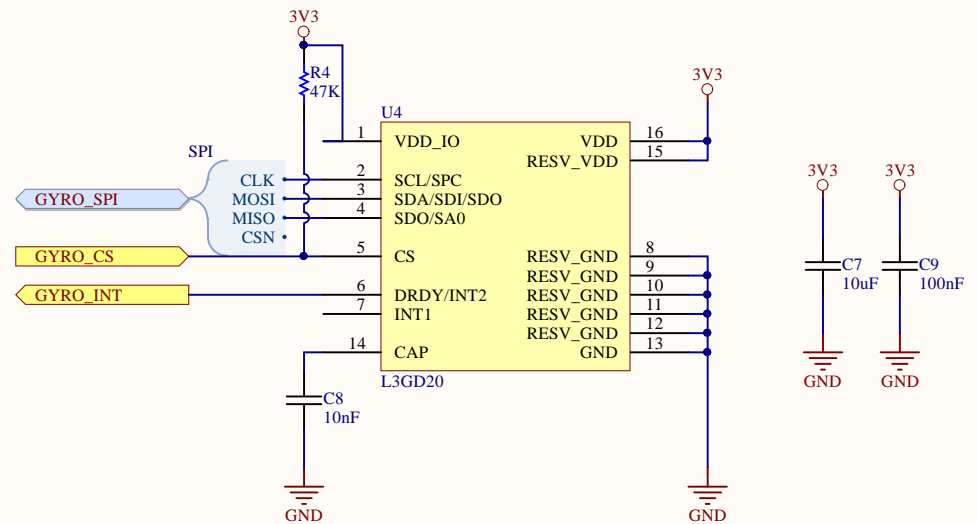 3V3
R4
47K
3V3
U4
1
VDD_IO
VDD
16
RESV_VDD
15
SPI
CLK
2
SCL/SPC
GYRO_SPI
MOSI
3
SDA/SDI/SDO
MISO
4
SDO/SA0
CSN
3V3
3V3
GYRO_CS
5
CS
RESV_GND
8
RESV_GND
9
C7
10uF
C9
100nF
GYRO_INT
6
DRDY/INT2
RESV_GND
10
7
INT1
RESV_GND
11
RESV_GND
12
14
CAP
GND
13
L3GD20
GND
GND
C8
10nF
GND
GND